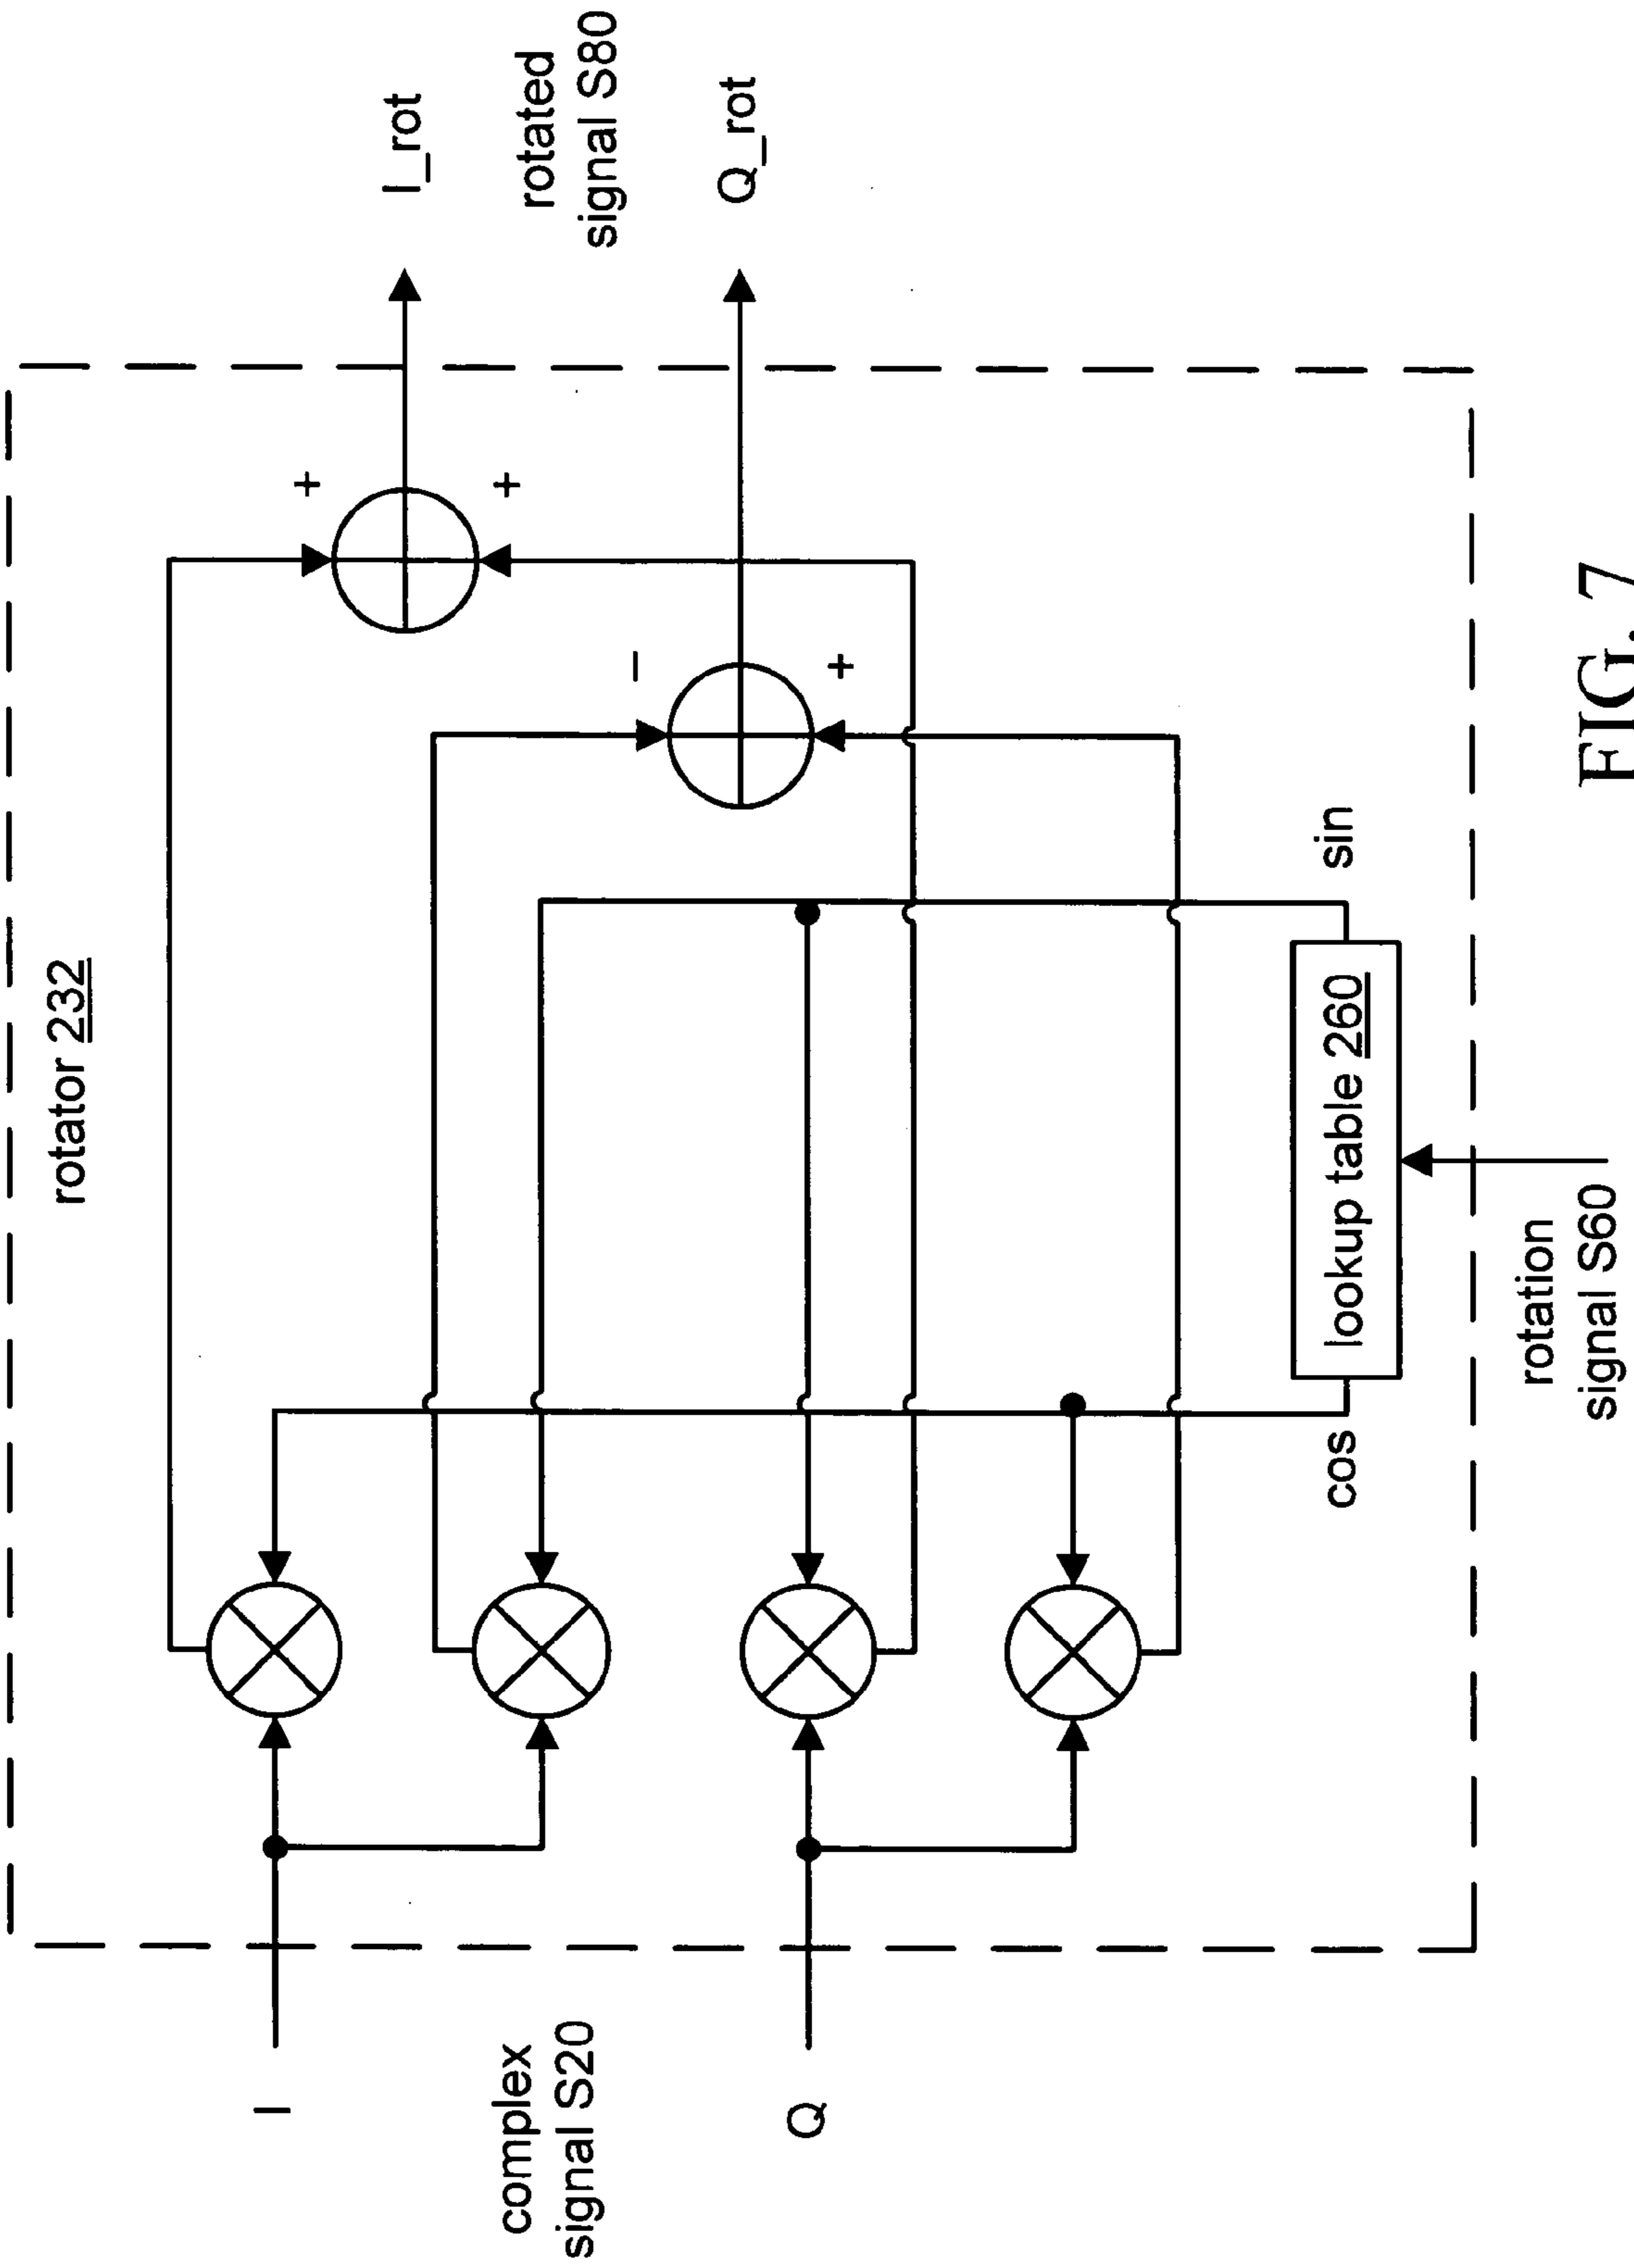 rotator 232
I
complex
signal S20
Q
+
+
−
+
I_rot
rotated
signal S80
Q_rot
cos
lookup table 260
sin
rotation
signal S60
FIG. 7